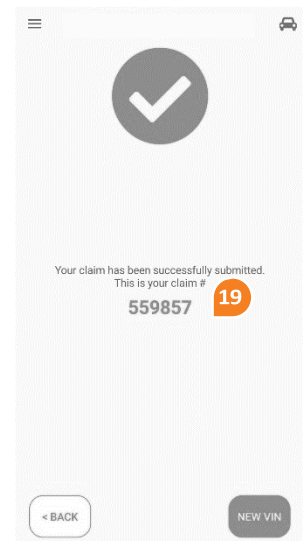 Your claim has been successfully submitted.
This is your claim #
19
559857
< BACK
NEW VIN